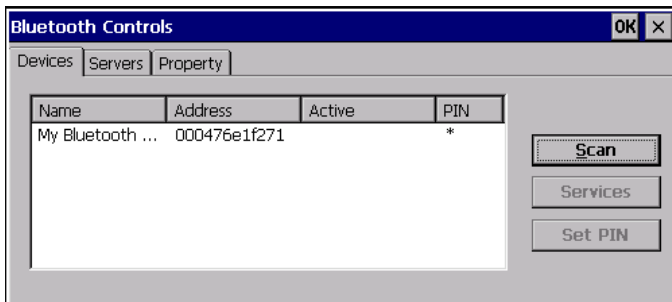 Bluetooth Controls OK ×
Devices Servers Property
Name Address Active PIN
My Bluetooth ... 000476e1f271 *
Scan
Services
Set PIN